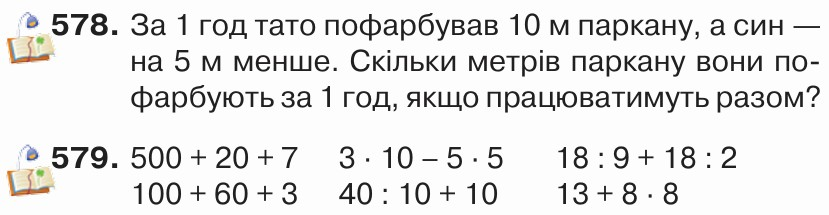 578. За 1 год тато пофарбував 10 м паркану, а син —
на 5 м менше. Скільки метрів паркану вони по-
фарбують за 1 год, якщо працюватимуть разом?
579. 500 + 20 + 7 3 · 10 – 5 · 5 18 : 9 + 18 : 2
100 + 60 + 3 40 : 10 + 10 13 + 8 · 8